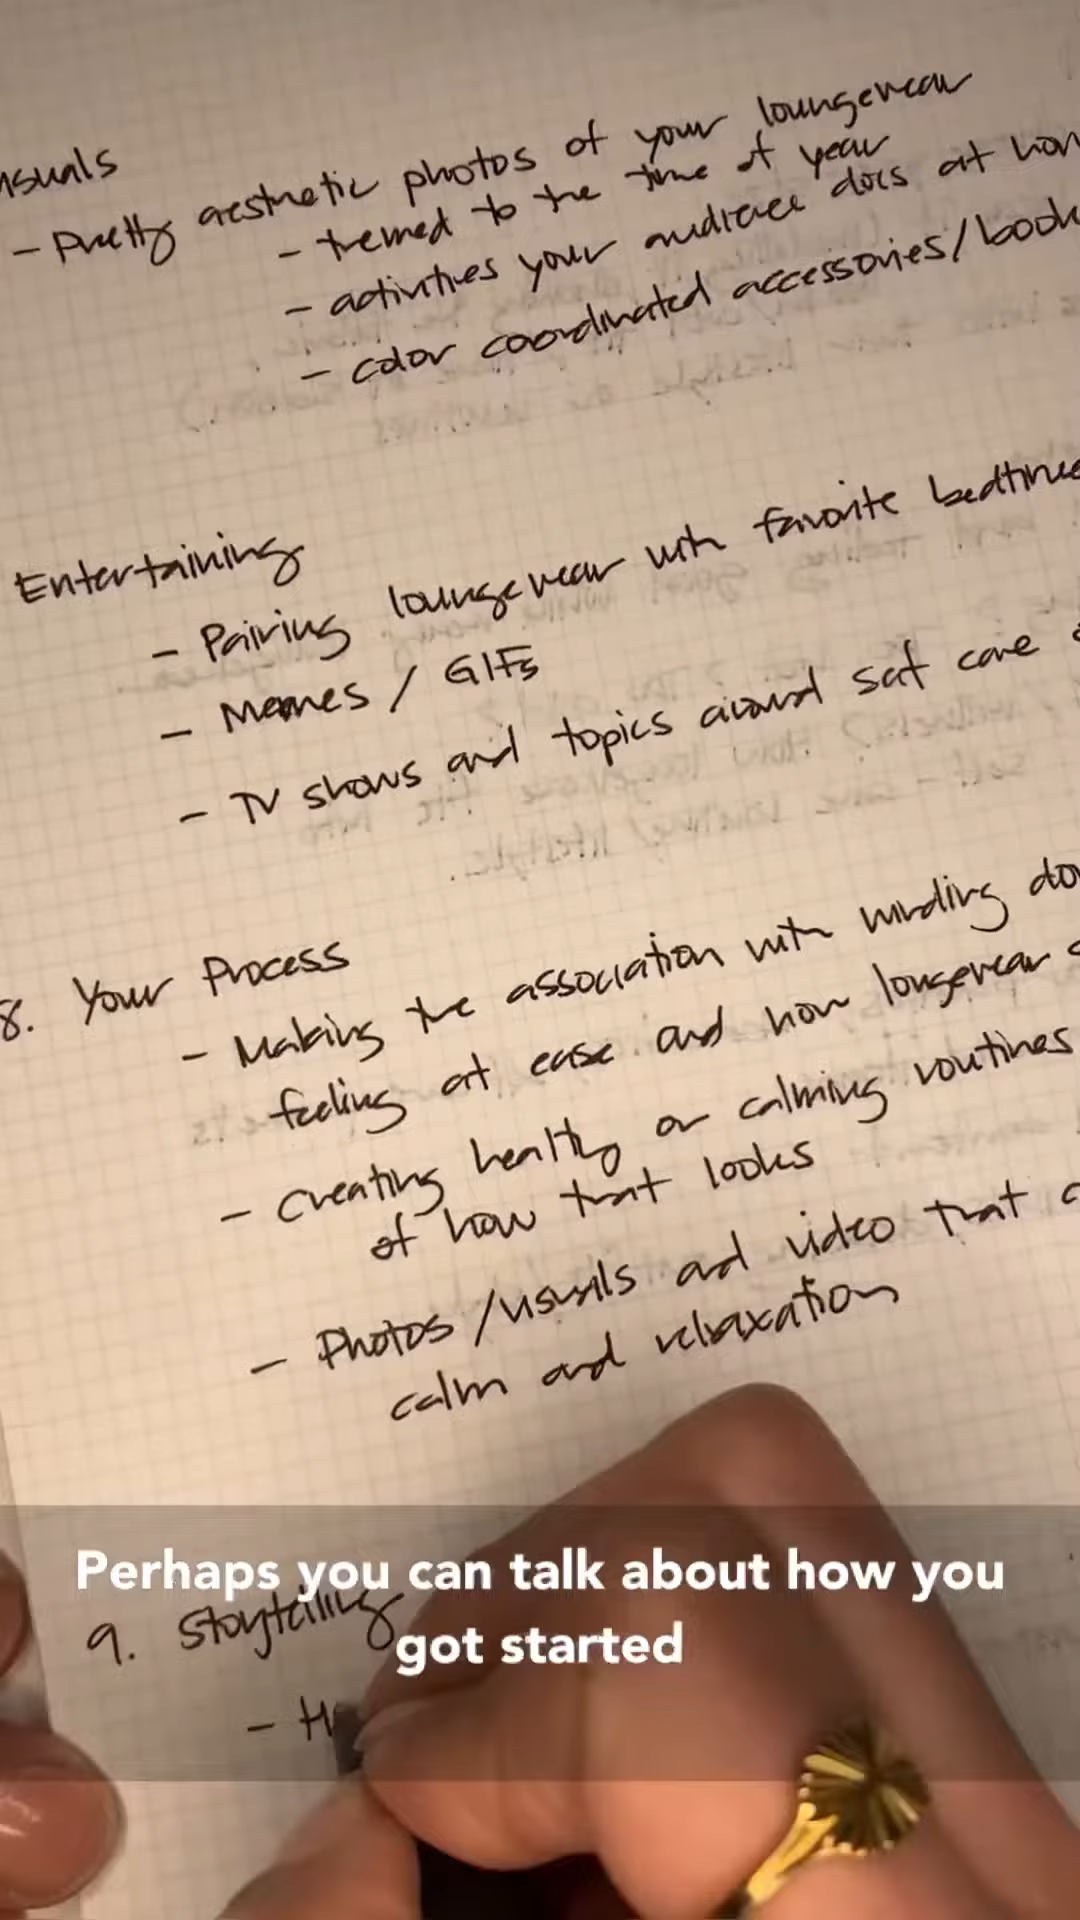 - Pretty aesthetic photos of your loungewear
- themed to the time of year
- activities your audience does at
- color coordinated accessories/book
Entertaining
- Pairing loungewear with favorite
- Memes / GIFs
- TV shows and topics around self care
8. Your Process
- Making the association with winding
feeling at ease and how loungewear
- creating healthy or calming routines
of how that looks
- Photos / visuals and video that
calm and relaxation
Perhaps you can talk about how you
9. Storytelling
got started
- H